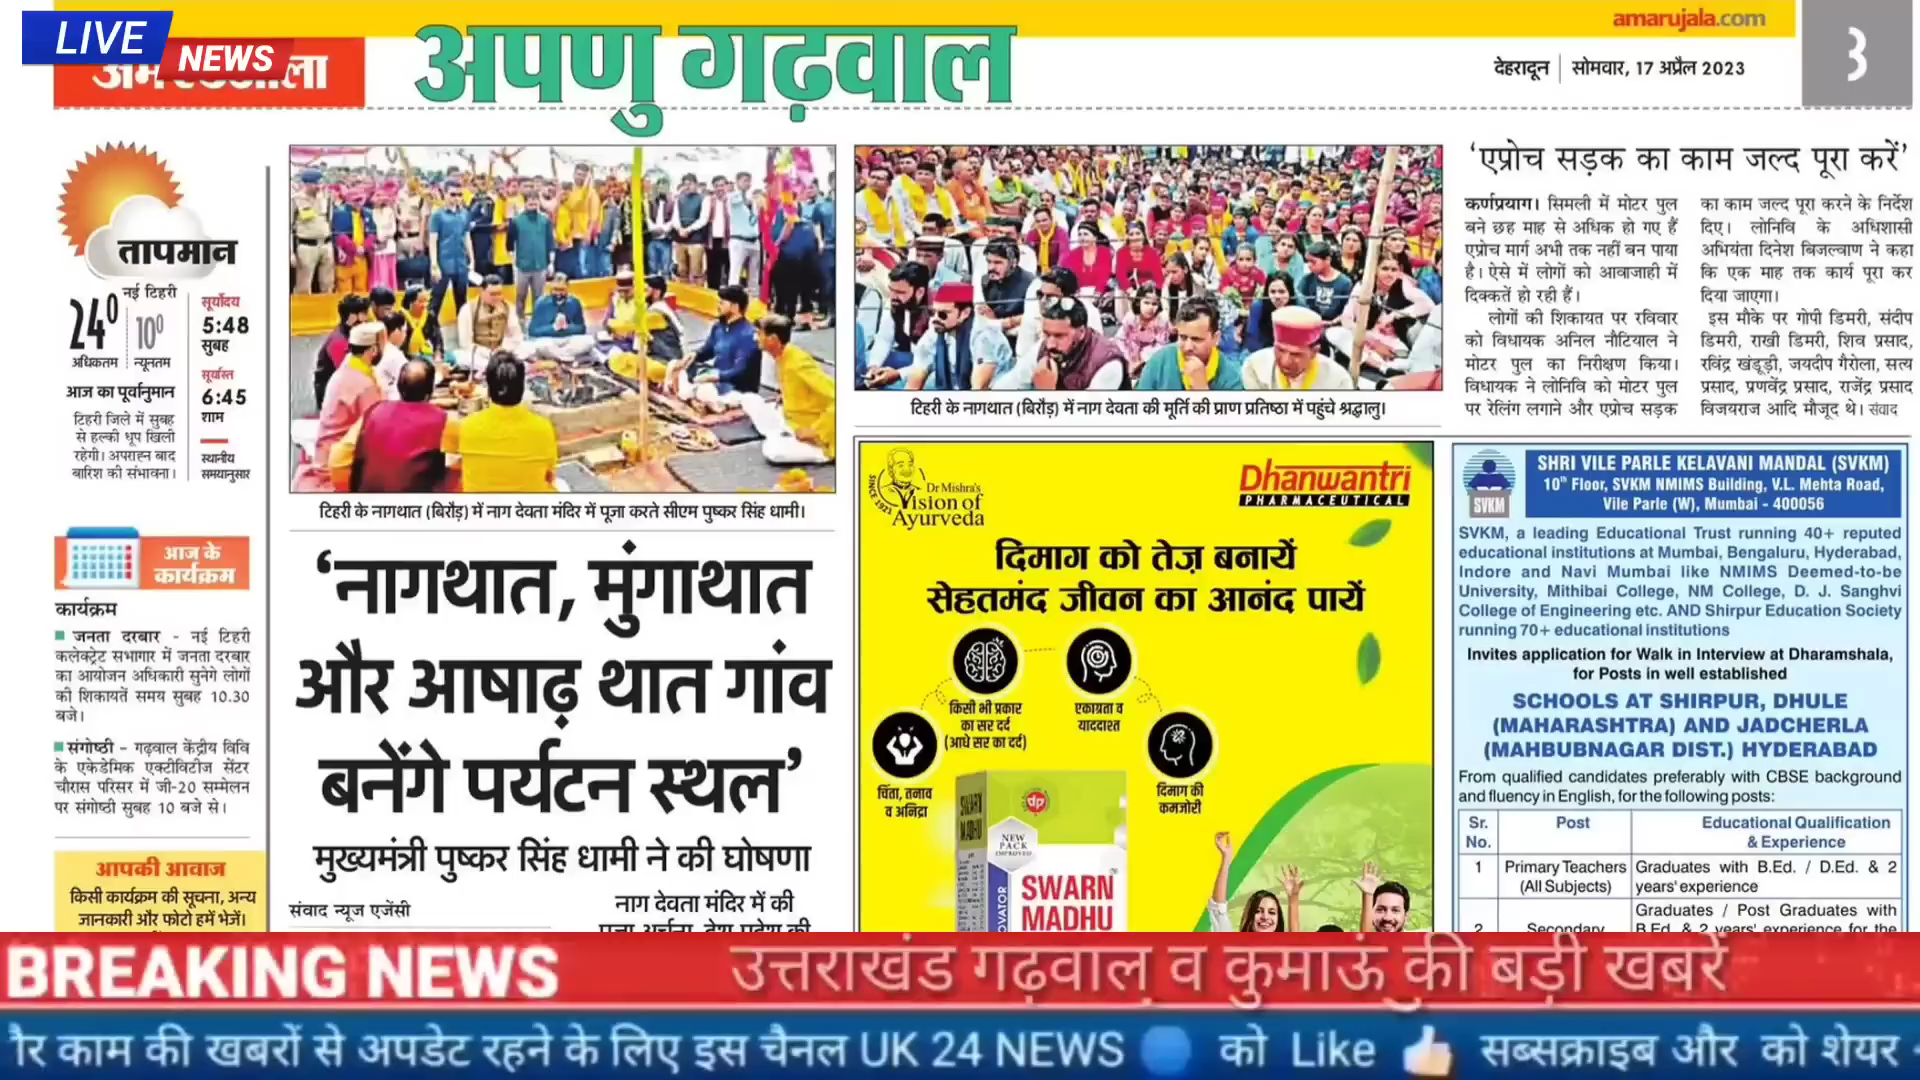 LIVE
NEWS
अपणु गढ़वाल
amarujala.com
देहरादून | सोमवार, 17 अप्रैल 2023
3
तापमान
नई टिहरी
24⁰
10⁰
अधिकतम
न्यूनतम
सूर्योदय
5:48
सुबह
सूर्यास्त
6:45
शाम
स्थानीय
समयानुसार
आज का पूर्वानुमान
टिहरी जिले में सुबह
से हल्की धूप खिली
रहेगी। अपराह्न बाद
बारिश की संभावना।
आज के
कार्यक्रम
कार्यक्रम
जनता दरबार - नई टिहरी
कलेक्ट्रेट सभागार में जनता दरबार
का आयोजन अधिकारी सुनेगे लोगों
की शिकायतें समय सुबह 10.30
बजे।
संगोष्ठी - गढ़वाल केंद्रीय विवि
के एकेडेमिक एक्टीविटीज सेंटर
चौरास परिसर में जी-20 सम्मेलन
पर संगोष्ठी सुबह 10 बजे से।
आपकी आवाज
किसी कार्यक्रम की सूचना, अन्य
जानकारी और फोटो हमें भेजें।
टिहरी के नागथात (बिरौड़) में नाग देवता मंदिर में पूजा करते सीएम पुष्कर सिंह धामी।
‘नागथात, मुंगाथात
और आषाढ़ थात गांव
बनेंगे पर्यटन स्थल’
मुख्यमंत्री पुष्कर सिंह धामी ने की घोषणा
संवाद न्यूज एजेंसी
नाग देवता मंदिर में की
टिहरी के नागथात (बिरौड़) में नाग देवता की मूर्ति की प्राण प्रतिष्ठा में पहुंचे श्रद्धालु।
SINCE 1921
Dr Mishra's
Vision of
Ayurveda
Dhanwantri
PHARMACEUTICAL
दिमाग को तेज़ बनायें
सेहतमंद जीवन का आनंद पायें
किसी भी प्रकार
का सर दर्द
(आधे सर का दर्द)
एकाग्रता व
याददाश्त
चिंता, तनाव
व अनिद्रा
दिमाग की
कमजोरी
SWARN
MADHU
dp
NEW
PACK
IMPROVED
SWARN
MADHU
‘एप्रोच सड़क का काम जल्द पूरा करें’
कर्णप्रयाग। सिमली में मोटर पुल
बने छह माह से अधिक हो गए हैं
एप्रोच मार्ग अभी तक नहीं बन पाया
है। ऐसे में लोगों को आवाजाही में
दिक्कतें हो रही हैं।
लोगों की शिकायत पर रविवार
को विधायक अनिल नौटियाल ने
मोटर पुल का निरीक्षण किया।
विधायक ने लोनिवि को मोटर पुल
पर रेलिंग लगाने और एप्रोच सड़क
का काम जल्द पूरा करने के निर्देश
दिए। लोनिवि के अधिशासी
अभियंता दिनेश बिजल्वाण ने कहा
कि एक माह तक कार्य पूरा कर
दिया जाएगा।
इस मौके पर गोपी डिमरी, संदीप
डिमरी, राखी डिमरी, शिव प्रसाद,
रविंद्र खंडूड़ी, जयदीप गैरोला, सत्य
प्रसाद, प्रणवेंद्र प्रसाद, राजेंद्र प्रसाद
विजयराज आदि मौजूद थे। संवाद
SVKM
SHRI VILE PARLE KELAVANI MANDAL (SVKM)
10th Floor, SVKM NMIMS Building, V.L. Mehta Road,
Vile Parle (W), Mumbai - 400056
SVKM, a leading Educational Trust running 40+ reputed
educational institutions at Mumbai, Bengaluru, Hyderabad,
Indore and Navi Mumbai like NMIMS Deemed-to-be
University, Mithibai College, NM College, D. J. Sanghvi
College of Engineering etc. AND Shirpur Education Society
running 70+ educational institutions
Invites application for Walk in Interview at Dharamshala,
for Posts in well established
SCHOOLS AT SHIRPUR, DHULE
(MAHARASHTRA) AND JADCHERLA
(MAHBUBNAGAR DIST.) HYDERABAD
From qualified candidates preferably with CBSE background
and fluency in English, for the following posts:
Sr. No. Post Educational Qualification & Experience
1 Primary Teachers (All Subjects) Graduates with B.Ed. / D.Ed. & 2 years' experience
2 Secondary Graduates / Post Graduates with
B.Ed. & 2 years' experience for the
BREAKING NEWS
उत्तराखंड गढ़वाल व कुमाऊं की बड़ी खबरें
काम की खबरों से अपडेट रहने के लिए इस चैनल UK 24 NEWS को Like सब्सक्राइब और को शेयर